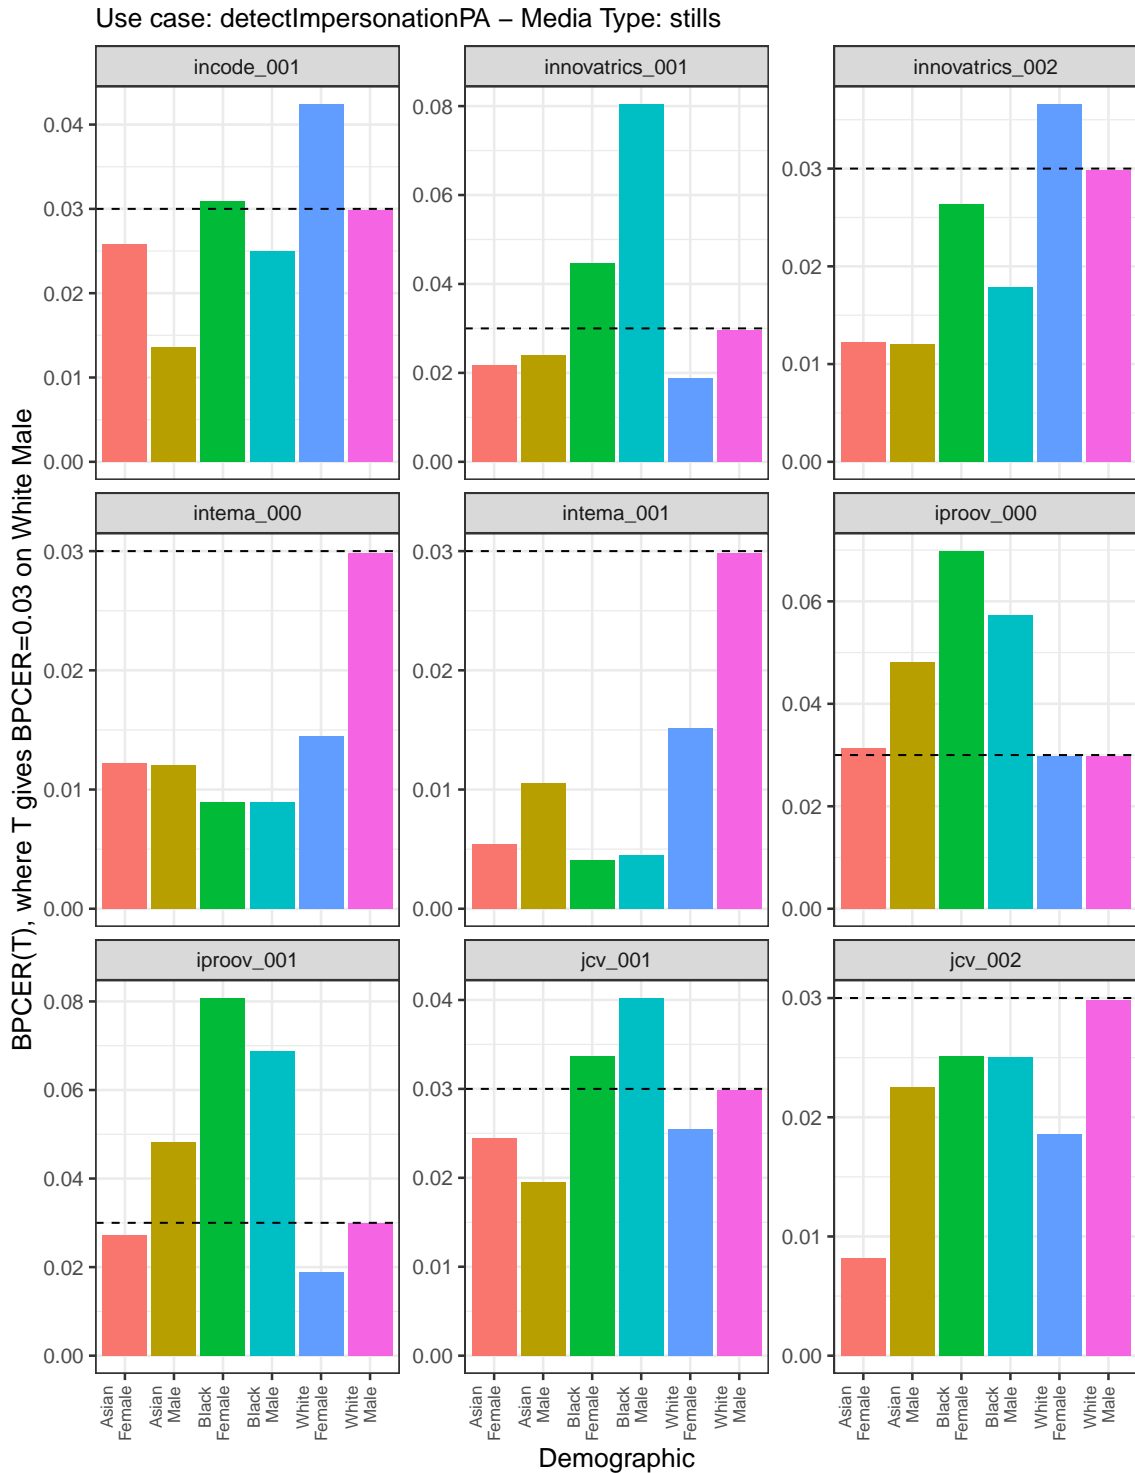 Use case: detectImpersonationPA − Media Type: stills
incode_001
innovatrics_001
innovatrics_002
0.04
0.03
0.02
0.01
0.00
0.08
0.06
0.04
0.02
0.00
0.03
0.02
0.01
0.00
intema_000
intema_001
iproov_000
0.03
0.02
0.01
0.00
0.03
0.02
0.01
0.00
0.06
0.04
0.02
0.00
iproov_001
jcv_001
jcv_002
0.08
0.06
0.04
0.02
0.00
0.04
0.03
0.02
0.01
0.00
0.03
0.02
0.01
0.00
Asian
Female
Asian
Male
Black
Female
Black
Male
White
Female
White
Male
Asian
Female
Asian
Male
Black
Female
Black
Male
White
Female
White
Male
Asian
Female
Asian
Male
Black
Female
Black
Male
White
Female
White
Male
Demographic
BPCER(T), where T gives BPCER=0.03 on White Male